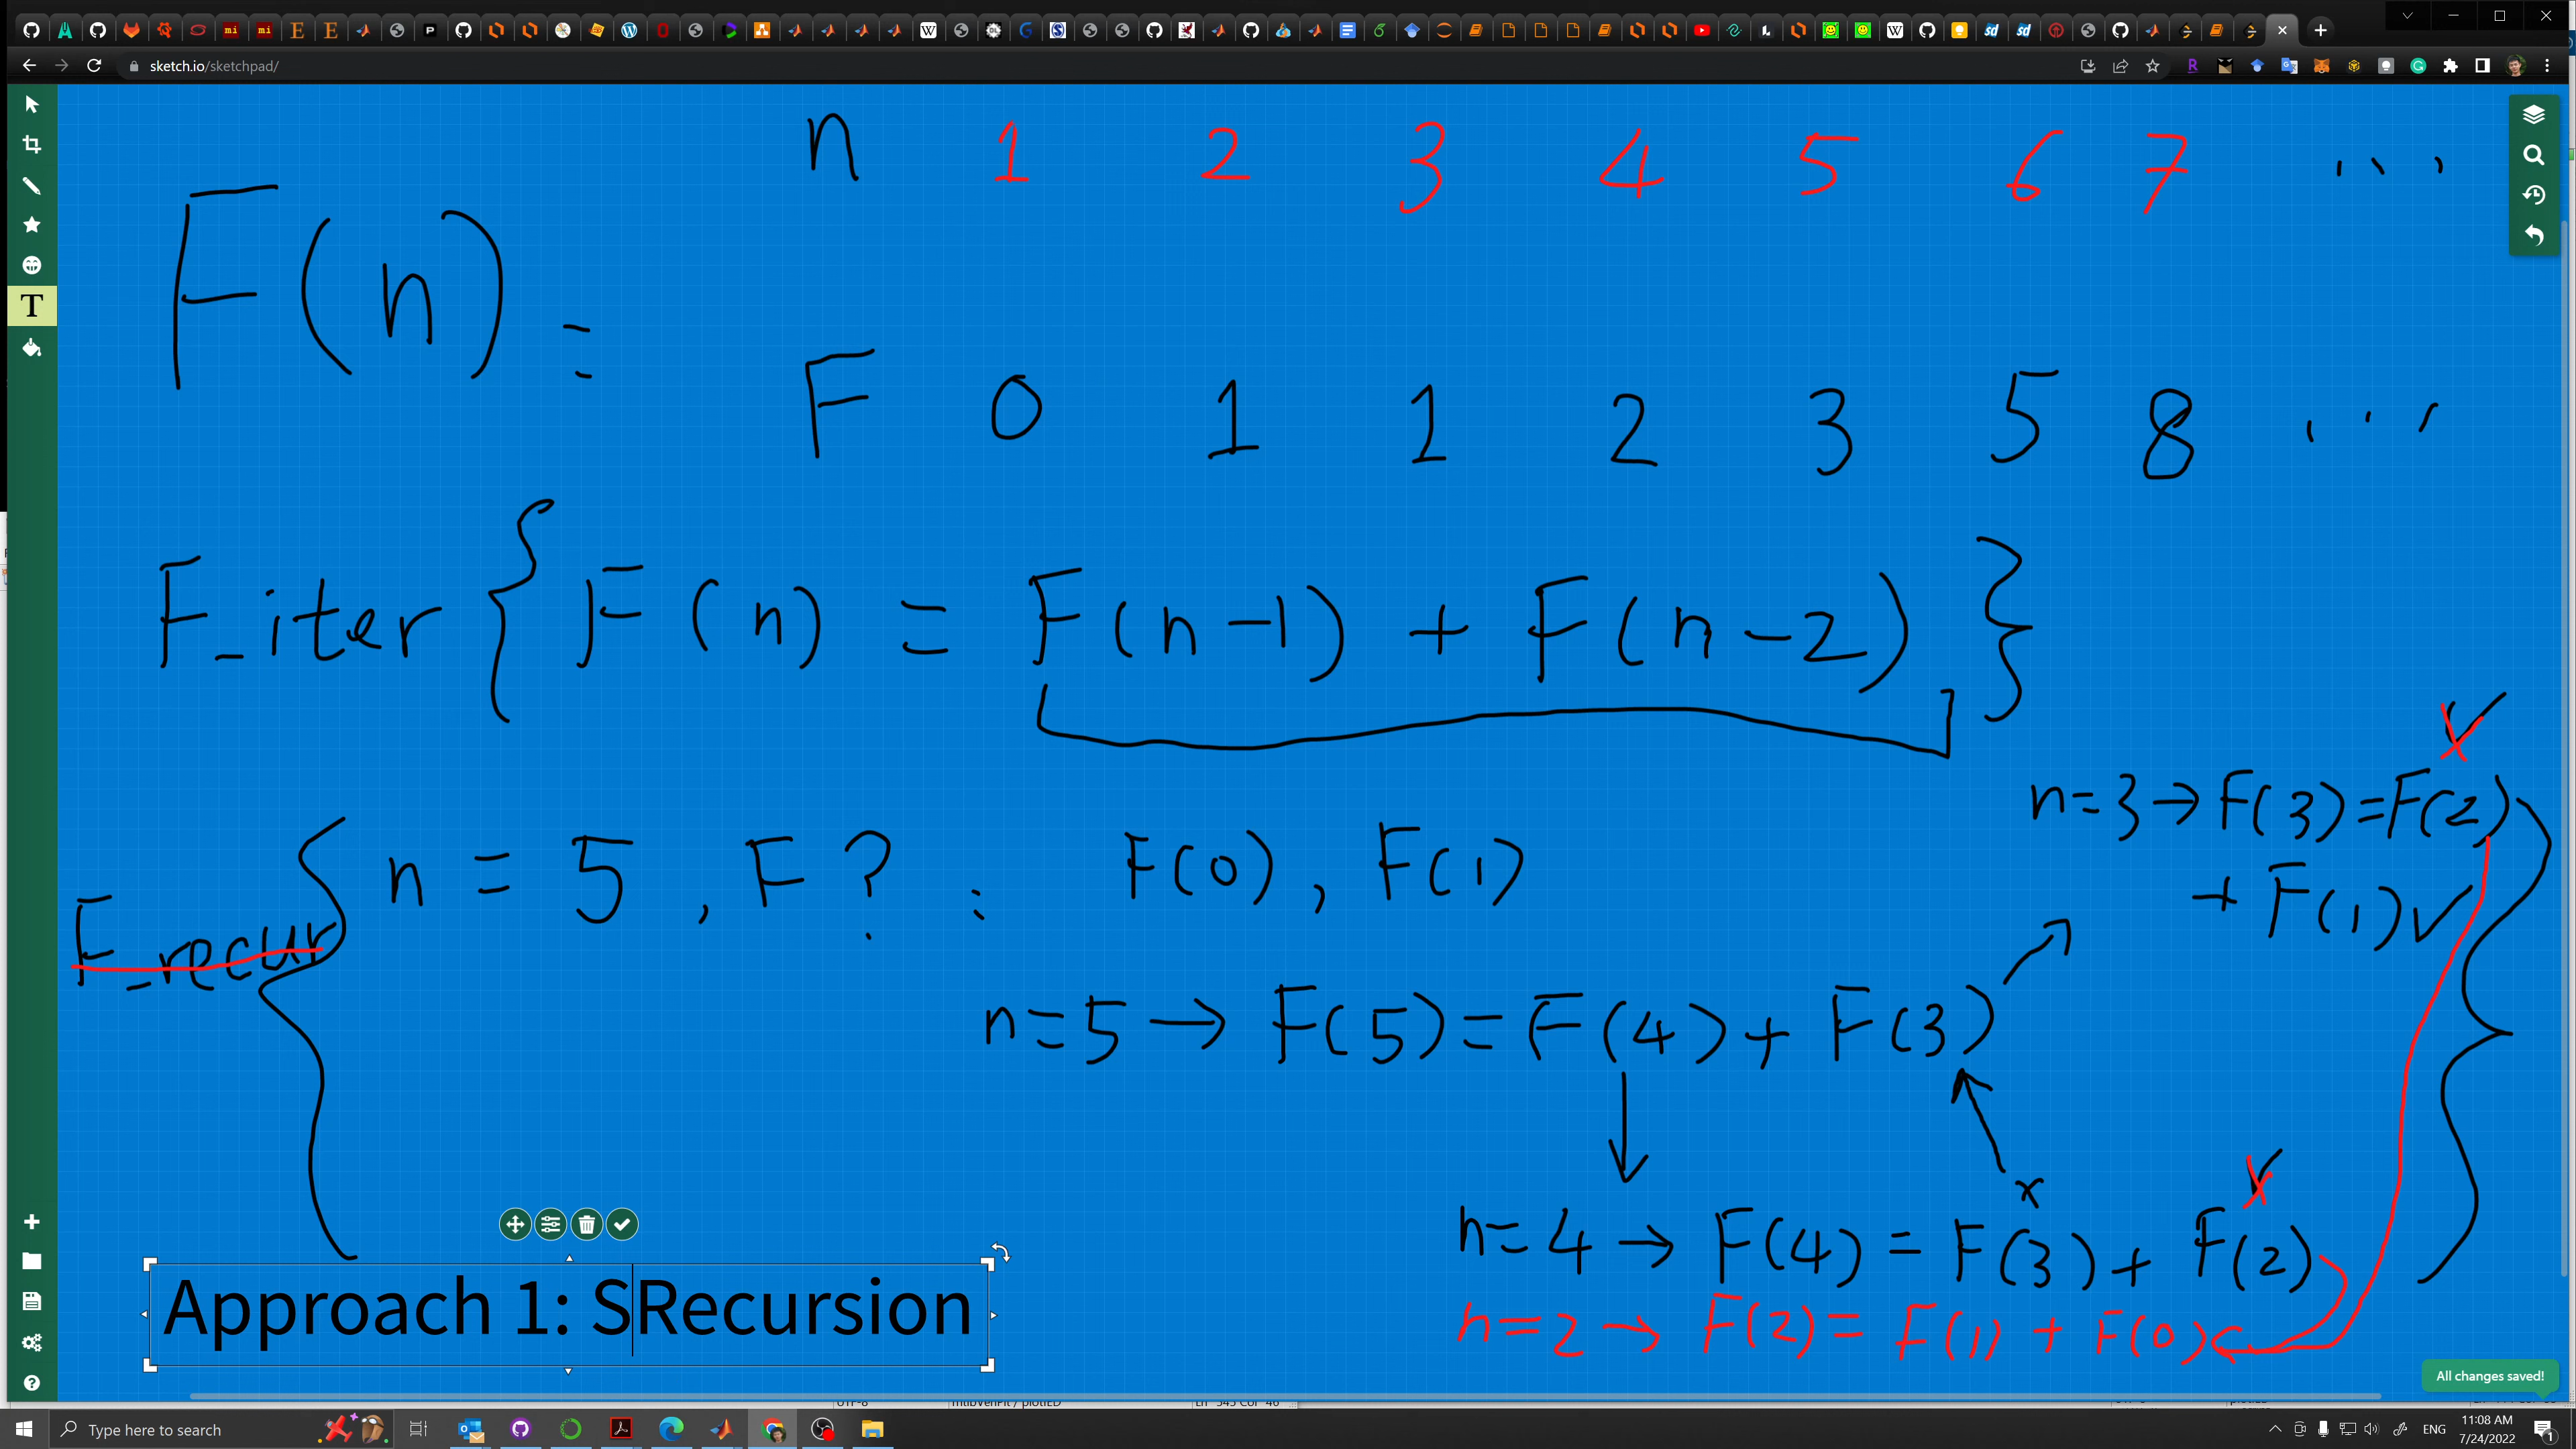 sketch.io/sketchpad/
n 1 2 3 4 5 6 7 ...
F(n) =
F 0 1 1 2 3 5 8 ...
F_iter { F(n) = F(n-1) + F(n-2) }
n=3→F(3)=F(2)
+ F(1)
F_recur { n = 5, F ? : F(0), F(1)
n=5→F(5)=F(4)+F(3)
x
n=4→F(4)=F(3)+F(2)
Approach 1: SRecursion
n=2→F(2)=F(1)+F(0)
All changes saved!
Type here to search
ENG
11:08 AM
7/24/2022